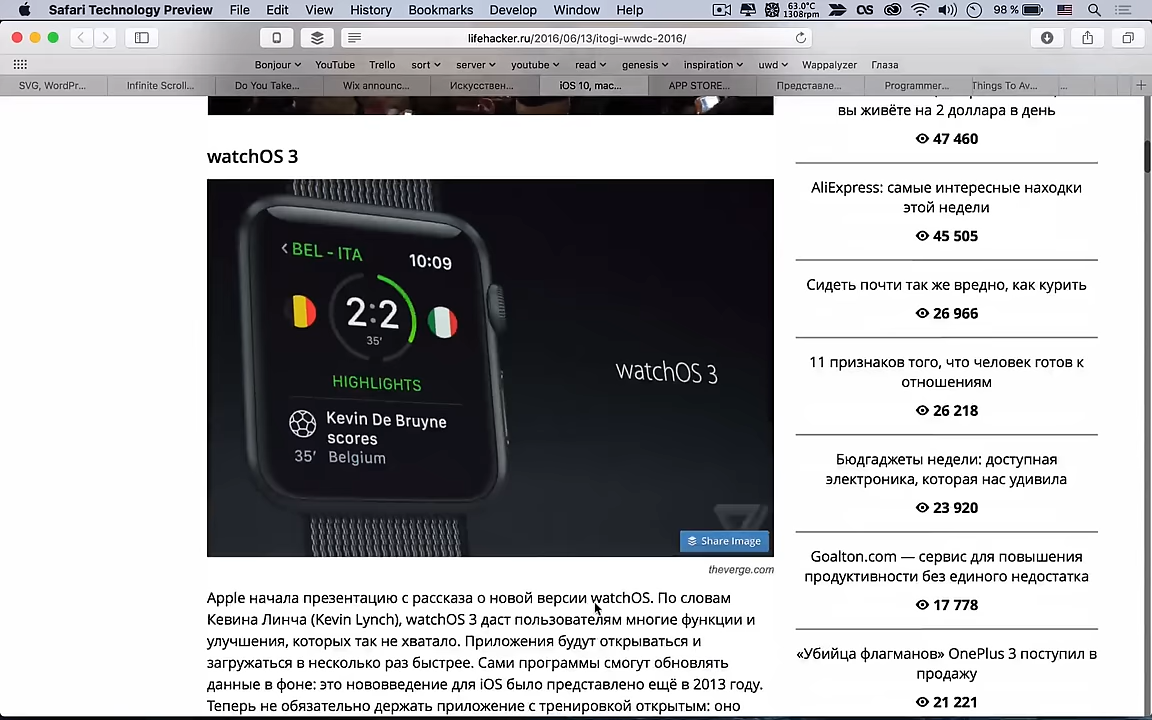 Safari Technology Preview File Edit View History Bookmarks Develop Window Help 63.0°C 1308rpm 98 %
lifehacker.ru/2016/06/13/itogi-wwdc-2016/
Bonjour YouTube Trello sort server youtube read genesis inspiration uwd Wappalyzer Глаза
SVG, WordPr... Infinite Scroll... Do You Take... Wix announc... Искусствен... iOS 10, mac... APP STORE... Представле... Programmer... Things To Av... ...
watchOS 3
BEL - ITA 10:09
2:2
35'
HIGHLIGHTS
Kevin De Bruyne
scores
35' Belgium
watchOS 3
Share Image
theverge.com
Apple начала презентацию с рассказа о новой версии watchOS. По словам
Кевина Линча (Kevin Lynch), watchOS 3 даст пользователям многие функции и
улучшения, которых так не хватало. Приложения будут открываться и
загружаться в несколько раз быстрее. Сами программы смогут обновлять
данные в фоне: это нововведение для iOS было представлено ещё в 2013 году.
Теперь не обязательно держать приложение с тренировкой открытым: оно
вы живёте на 2 доллара в день
47 460
AliExpress: самые интересные находки
этой недели
45 505
Сидеть почти так же вредно, как курить
26 966
11 признаков того, что человек готов к
отношениям
26 218
Бюдгаджеты недели: доступная
электроника, которая нас удивила
23 920
Goalton.com — сервис для повышения
продуктивности без единого недостатка
17 778
«Убийца флагманов» OnePlus 3 поступил в
продажу
21 221